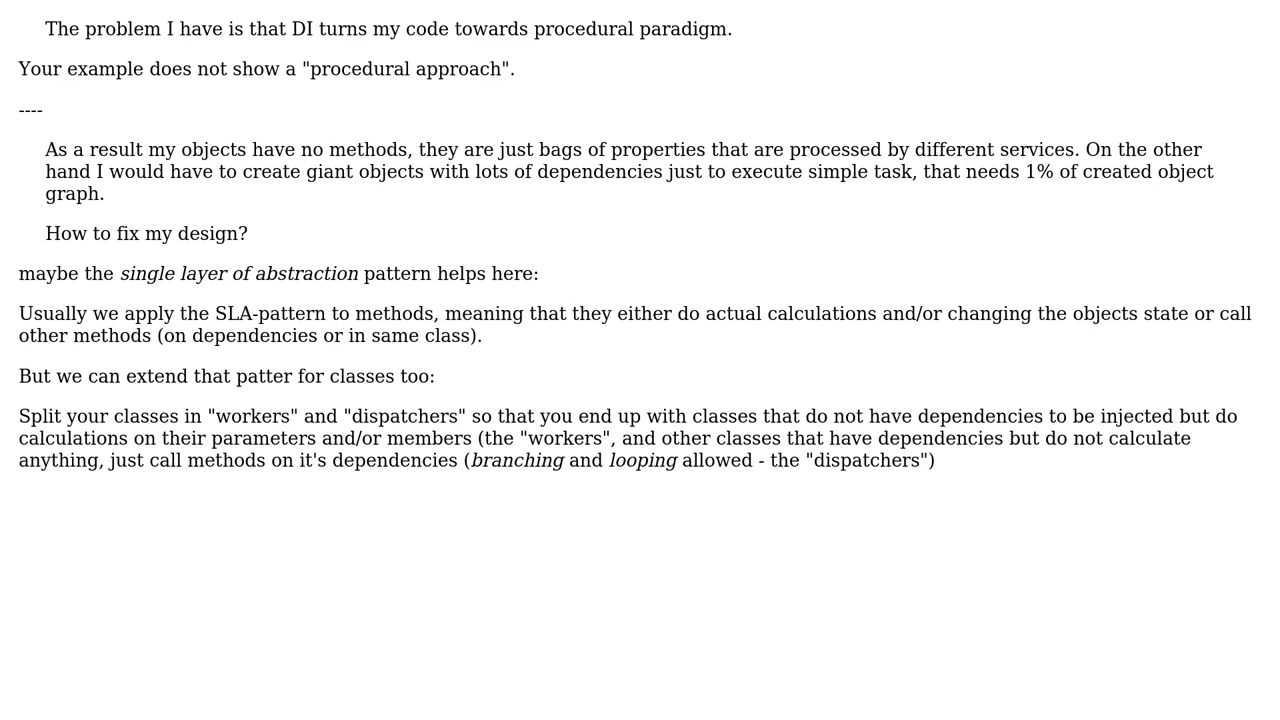 The problem I have is that DI turns my code towards procedural paradigm.
Your example does not show a "procedural approach".
----
As a result my objects have no methods, they are just bags of properties that are processed by different services. On the other
hand I would have to create giant objects with lots of dependencies just to execute simple task, that needs 1% of created object
graph.
How to fix my design?
maybe the single layer of abstraction pattern helps here:
Usually we apply the SLA-pattern to methods, meaning that they either do actual calculations and/or changing the objects state or call
other methods (on dependencies or in same class).
But we can extend that patter for classes too:
Split your classes in "workers" and "dispatchers" so that you end up with classes that do not have dependencies to be injected but do
calculations on their parameters and/or members (the "workers", and other classes that have dependencies but do not calculate
anything, just call methods on it's dependencies (branching and looping allowed - the "dispatchers")